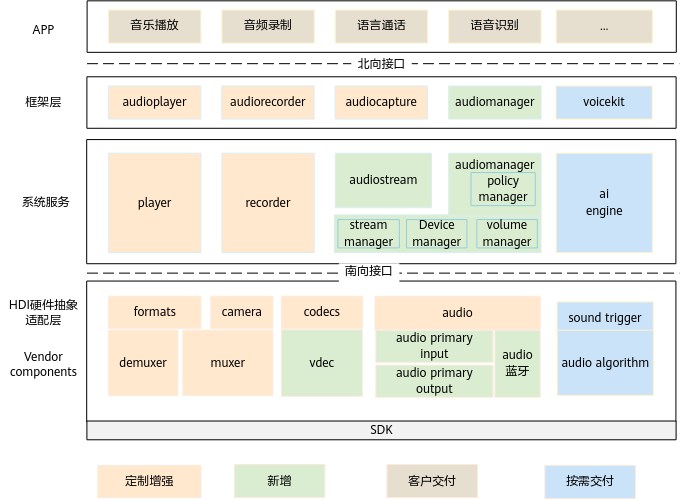 APP
音乐播放
音频录制
语言通话
语音识别
...
北向接口
框架层
audioplayer
audiorecorder
audiocapture
audiomanager
voicekit
系统服务
player
recorder
audiostream
audiomanager
policy
manager
stream
manager
Device
manager
volume
manager
ai
engine
南向接口
HDI硬件抽象
适配层
formats
camera
codecs
audio
sound trigger
Vendor
components
demuxer
muxer
vdec
audio primary
input
audio primary
output
audio
蓝牙
audio algorithm
SDK
定制增强
新增
客户交付
按需交付